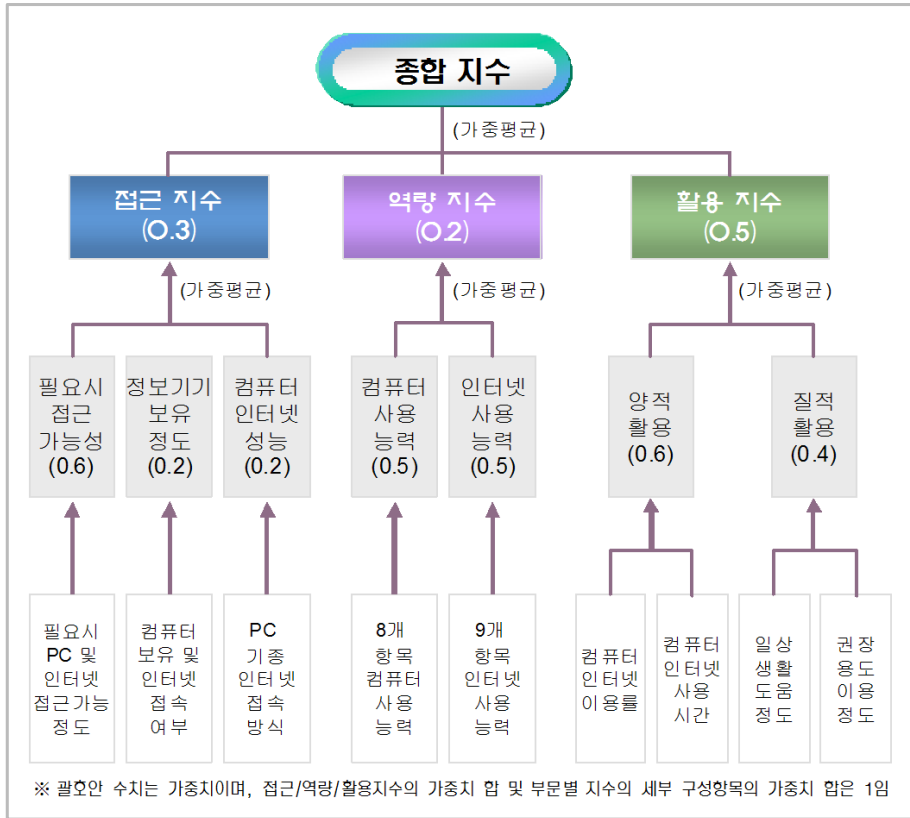 종합 지수
(가중평균)
접근 지수
(0.3)
역량 지수
(0.2)
활용 지수
(0.5)
(가중평균)
(가중평균)
(가중평균)
필요시
접근
가능성
(0.6)
정보기기
보유
정도
(0.2)
컴퓨터
인터넷
성능
(0.2)
컴퓨터
사용
능력
(0.5)
인터넷
사용
능력
(0.5)
양적
활용
(0.6)
질적
활용
(0.4)
필요시
PC 및
인터넷
접근가능
정도
컴퓨터
보유 및
인터넷
접속
여부
PC
기종
인터넷
접속
방식
8개
항목
컴퓨터
사용
능력
9개
항목
인터넷
사용
능력
컴퓨터
인터넷
이용률
컴퓨터
인터넷
사용
시간
일상
생활
도움
정도
권장
용도
이용
정도
※ 괄호안 수치는 가중치이며, 접근/역량/활용지수의 가중치 합 및 부문별 지수의 세부 구성항목의 가중치 합은 1임